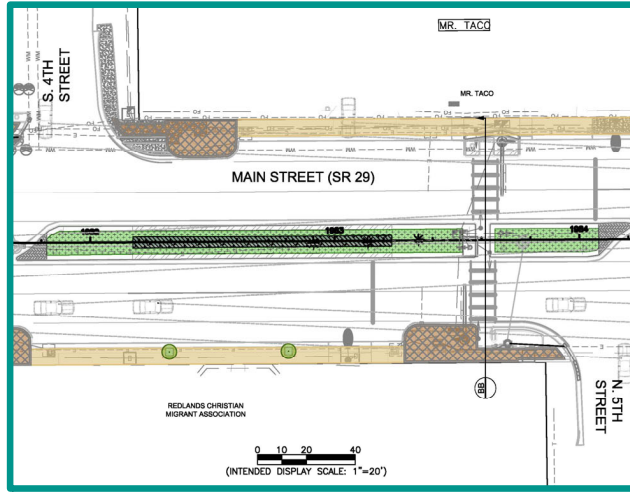 MR. TACO
S. 4TH
STREET
MR. TACO
MAIN STREET (SR 29)
1883
1884
BB
N. 5TH
STREET
REDLANDS CHRISTIAN
MIGRANT ASSOCIATION
0 10 20 40
(INTENDED DISPLAY SCALE: 1"=20')